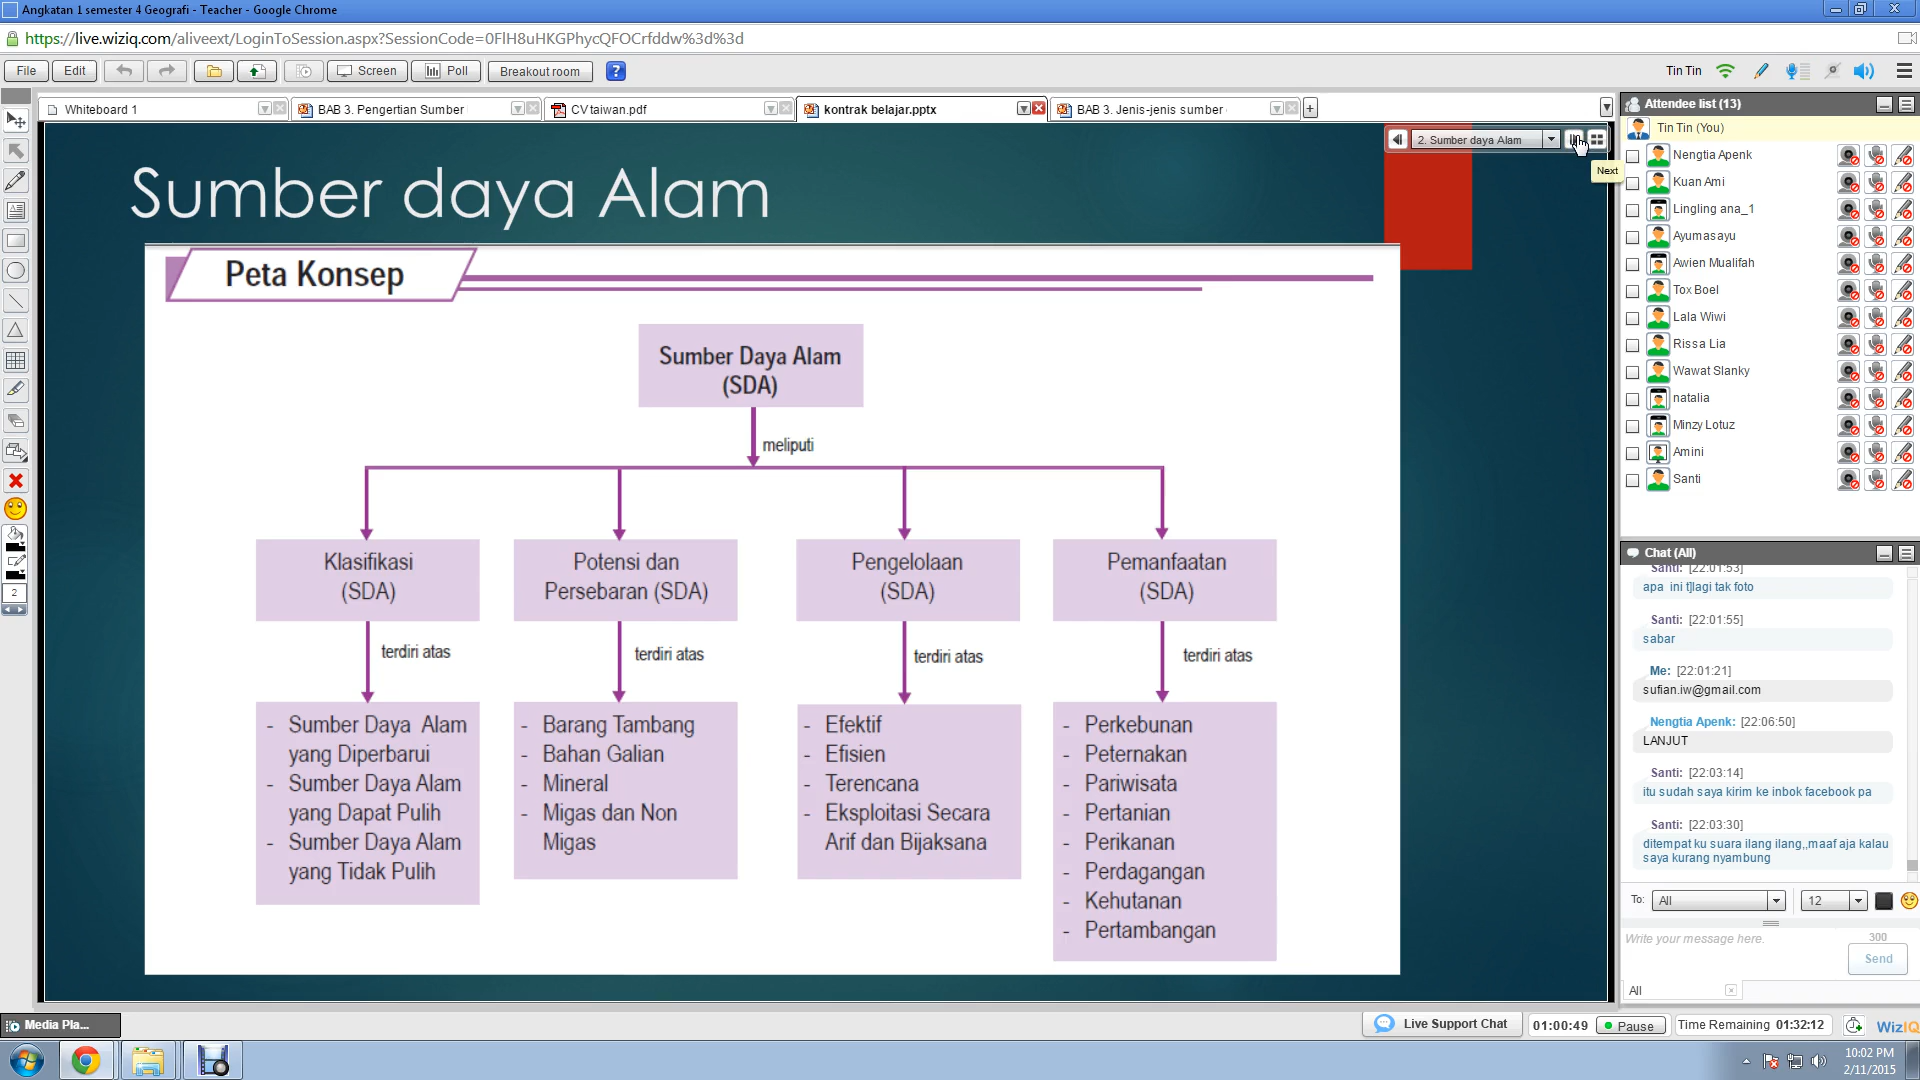 Angkatan 1 semester 4 Geografi - Teacher - Google Chrome
https://live.wiziq.com/aliveext/LoginToSession.aspx?SessionCode=0FlH8uHKGPhycQFOCrfddw%3d%3d
File Edit Screen Poll Breakout room ? Tin Tin
Whiteboard 1
BAB 3. Pengertian Sumber
CV taiwan.pdf
kontrak belajar.pptx
BAB 3. Jenis-jenis sumber
2. Sumber daya Alam
Next
Sumber daya Alam
Peta Konsep
Sumber Daya Alam
(SDA)
meliputi
Klasifikasi
(SDA)
terdiri atas
- Sumber Daya Alam
yang Diperbarui
- Sumber Daya Alam
yang Dapat Pulih
- Sumber Daya Alam
yang Tidak Pulih
Potensi dan
Persebaran (SDA)
terdiri atas
- Barang Tambang
- Bahan Galian
- Mineral
- Migas dan Non
Migas
Pengelolaan
(SDA)
terdiri atas
- Efektif
- Efisien
- Terencana
- Eksploitasi Secara
Arif dan Bijaksana
Pemanfaatan
(SDA)
terdiri atas
- Perkebunan
- Peternakan
- Pariwisata
- Pertanian
- Perikanan
- Perdagangan
- Kehutanan
- Pertambangan
2
Attendee list (13)
Tin Tin (You)
Nengtia Apenk
Kuan Ami
Lingling ana_1
Ayumasayu
Awien Mualifah
Tox Boel
Lala Wiwi
Rissa Lia
Wawat Slanky
natalia
Minzy Lotuz
Amini
Santi
Chat (All)
Santi: [22:01:53]
apa ini t]lagi tak foto
Santi: [22:01:55]
sabar
Me: [22:01:21]
sufian.iw@gmail.com
Nengtia Apenk: [22:06:50]
LANJUT
Santi: [22:03:14]
itu sudah saya kirim ke inbok facebook pa
Santi: [22:03:30]
ditempat ku suara ilang ilang,,maaf aja kalau
saya kurang nyambung
To: All 12
Write your message here. 300
Send
All
Media Pla...
Live Support Chat
01:00:49 Pause
Time Remaining 01:32:12
WizIQ
10:02 PM
2/11/2015